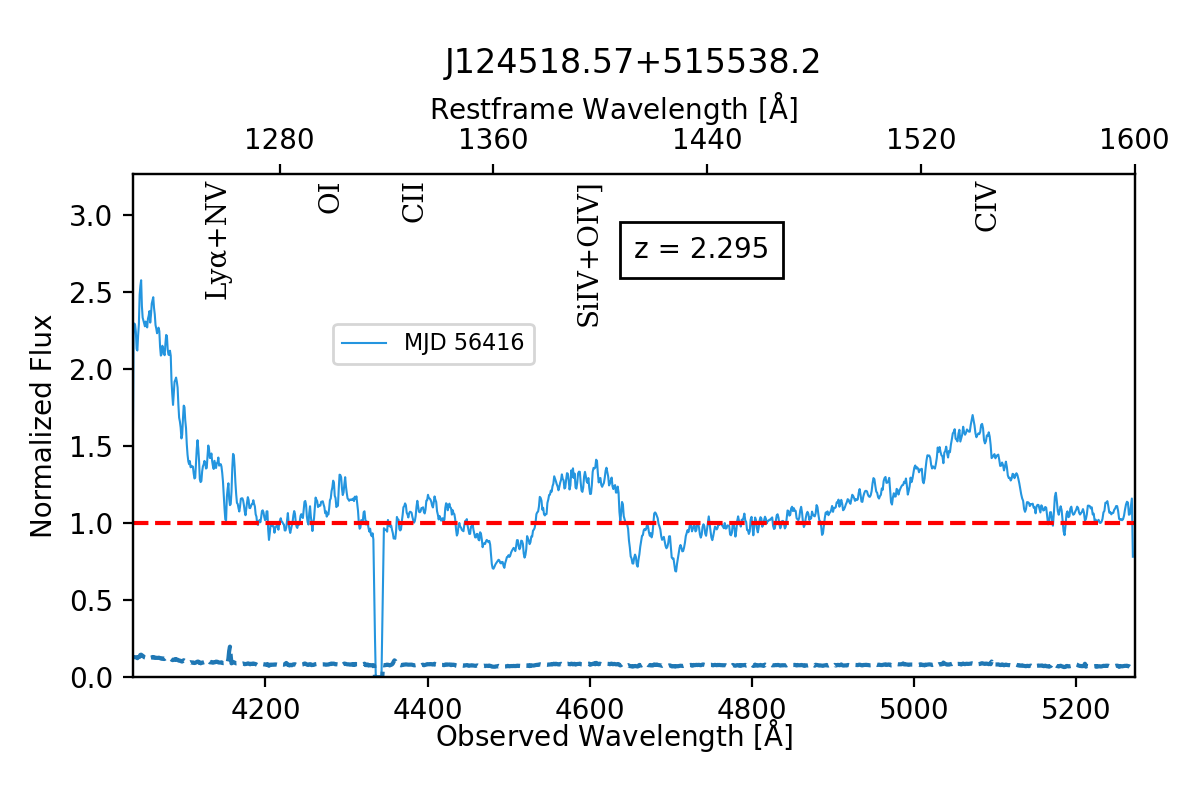 J124518.57+515538.2
Restframe Wavelength [Å]
1280 1360 1440 1520 1600
Lyα+NV
OI
CII
SiIV+OIV]
CIV
z = 2.295
MJD 56416
Normalized Flux
3.0
2.5
2.0
1.5
1.0
0.5
0.0
4200 4400 4600 4800 5000 5200
Observed Wavelength [Å]